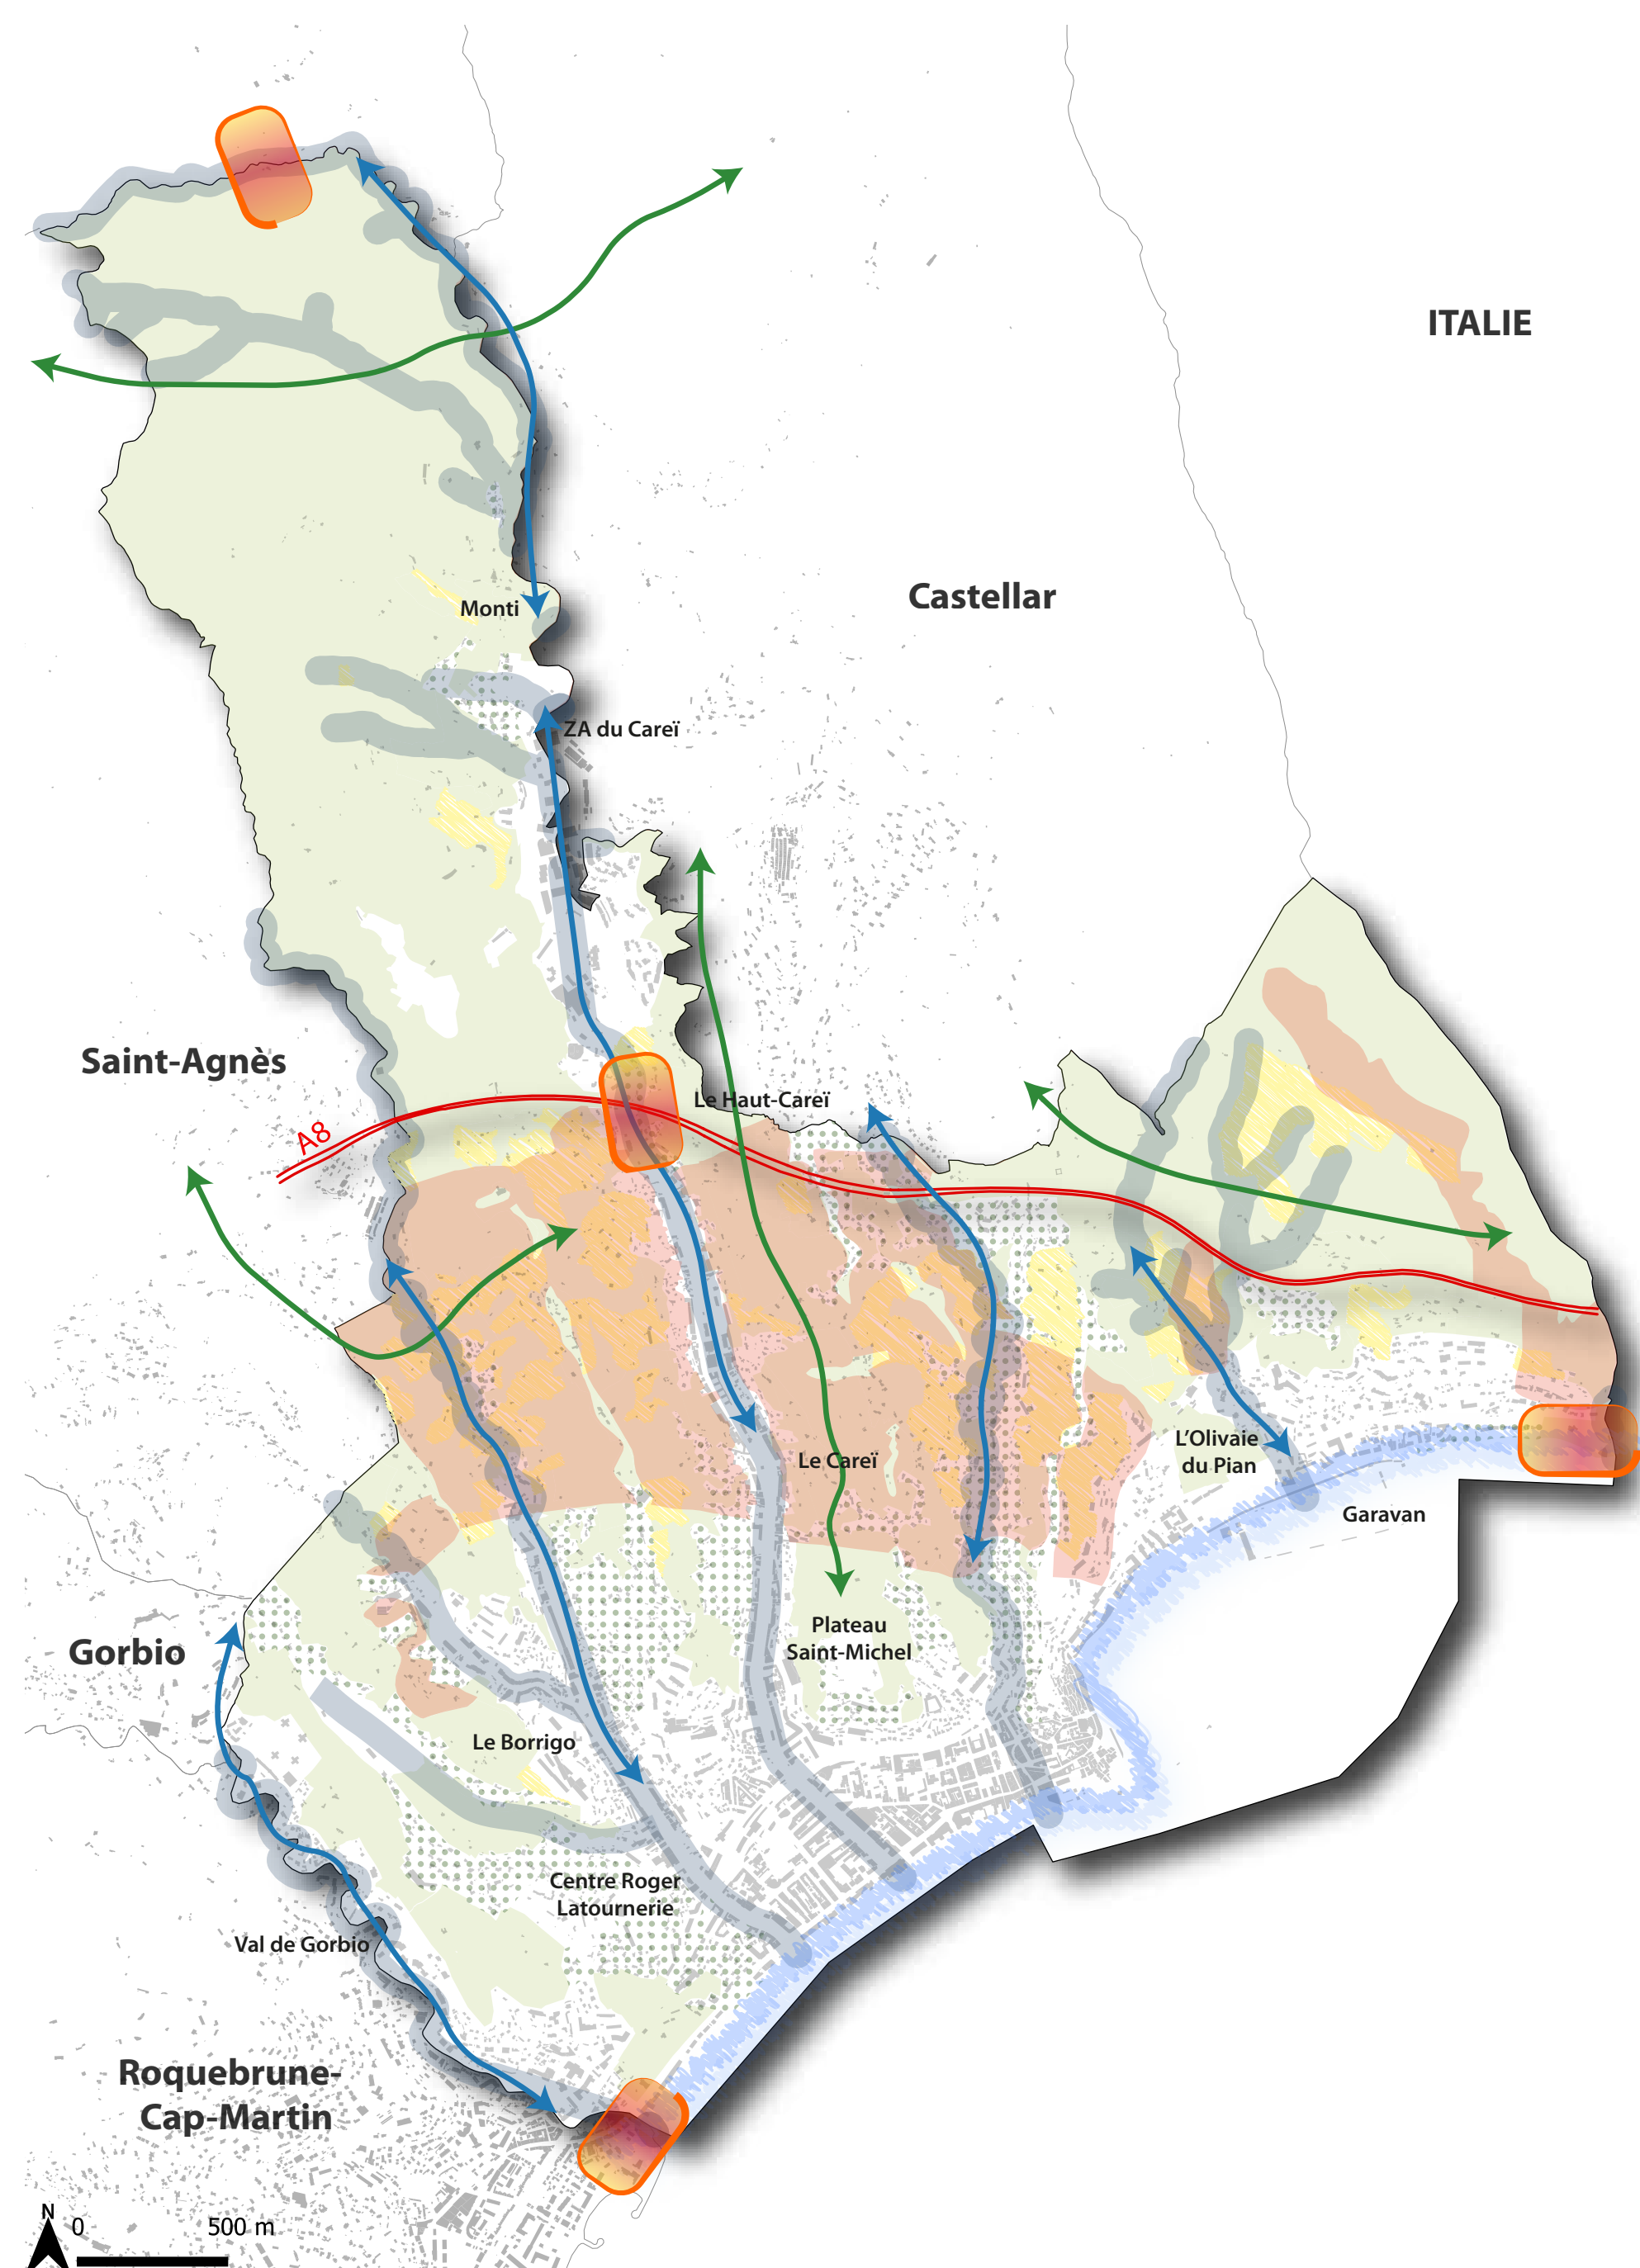 ITALIE
Castellar
Monti
ZA du Careï
Saint-Agnès
Le Haut-Careï
A8
L'Olivaie
du Pian
Le Careï
Garavan
Plateau
Saint-Michel
Gorbio
Le Borrigo
Centre Roger
Latournerie
Val de Gorbio
Roquebrune-
Cap-Martin
N
0 500 m